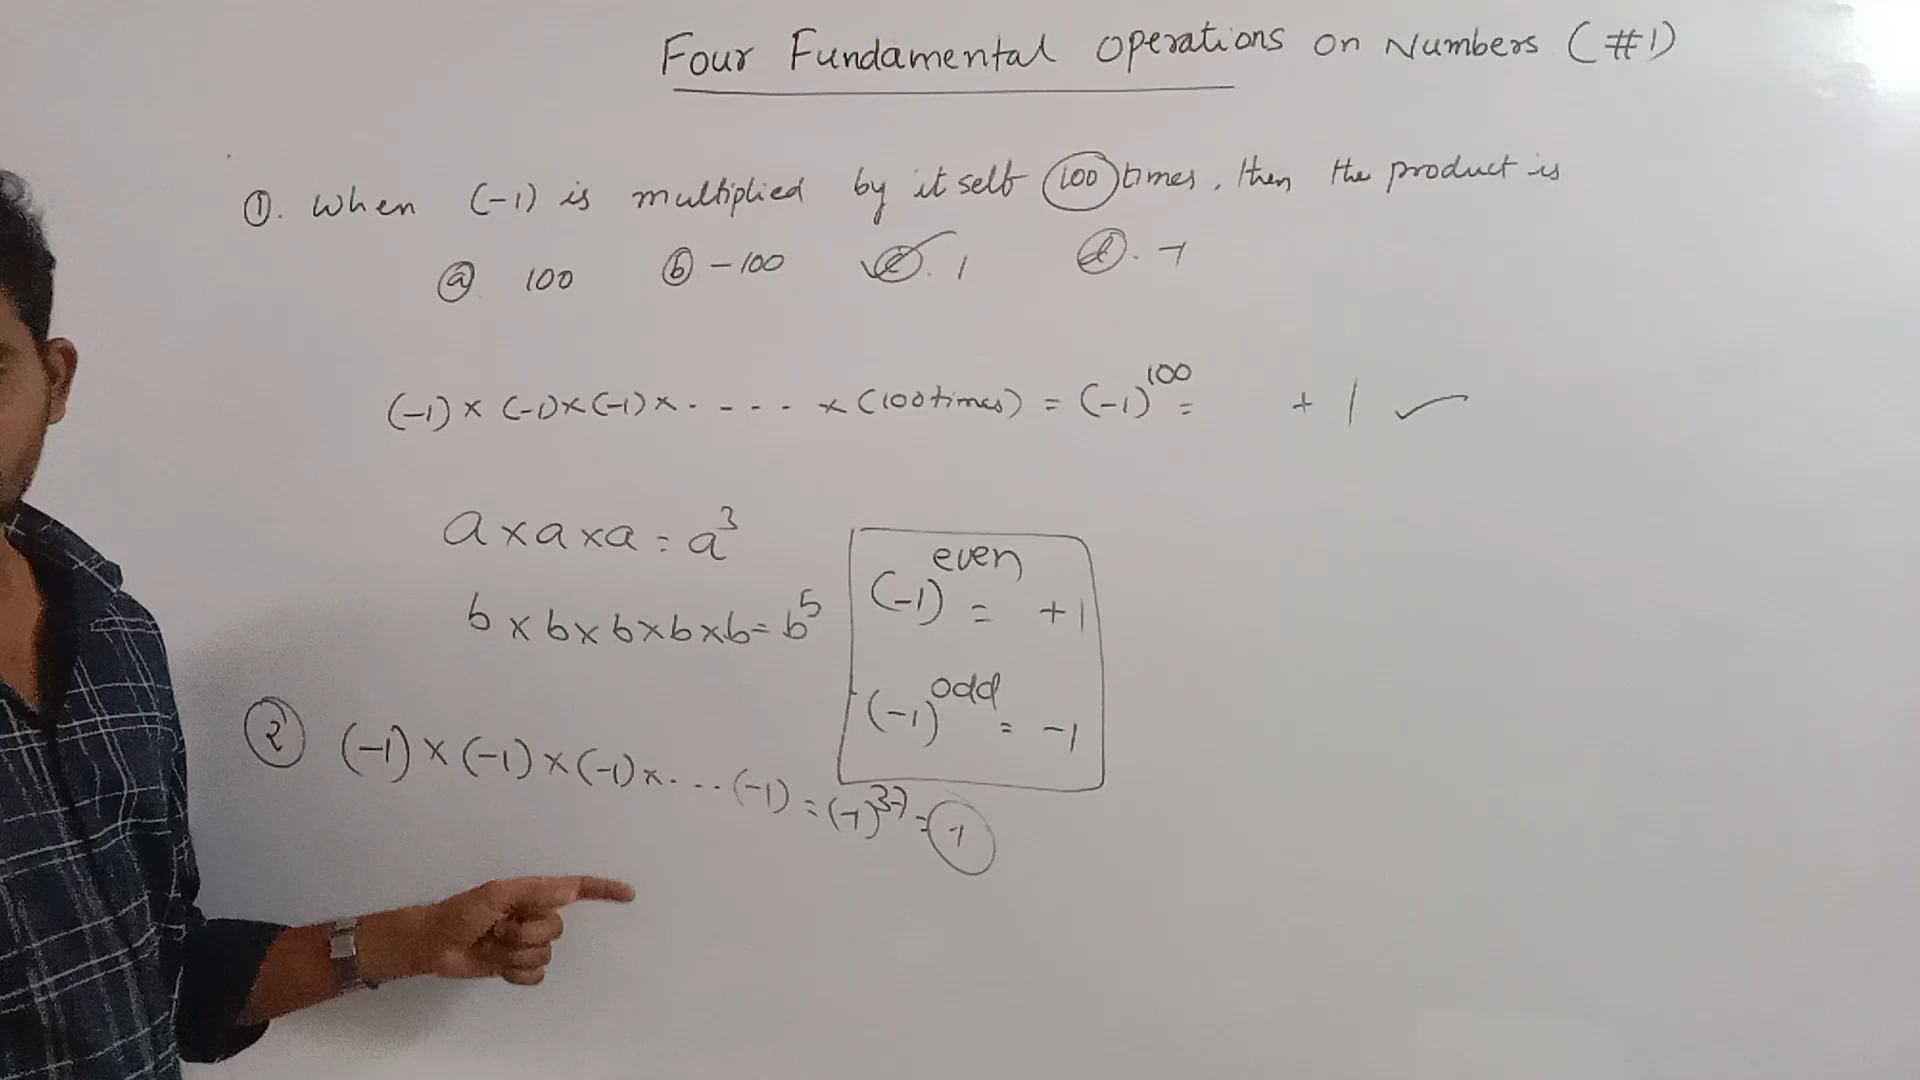 Four Fundamental Operations on Numbers (#1)
①. When (-1) is multiplied by it self 100 times, then the product is
ⓐ 100 ⓑ -100 ⓒ. 1 ⓓ. -1
(-1) × (-1) × (-1) × . - - - - × (100 times) = (-1)^100 = + 1 ✓
a × a × a = a^3
b × b × b × b × b = b^5
(-1)^even = +1
(-1)^odd = -1
② (-1) × (-1) × (-1) × . . . . (-1) = (-1)^37 = -1